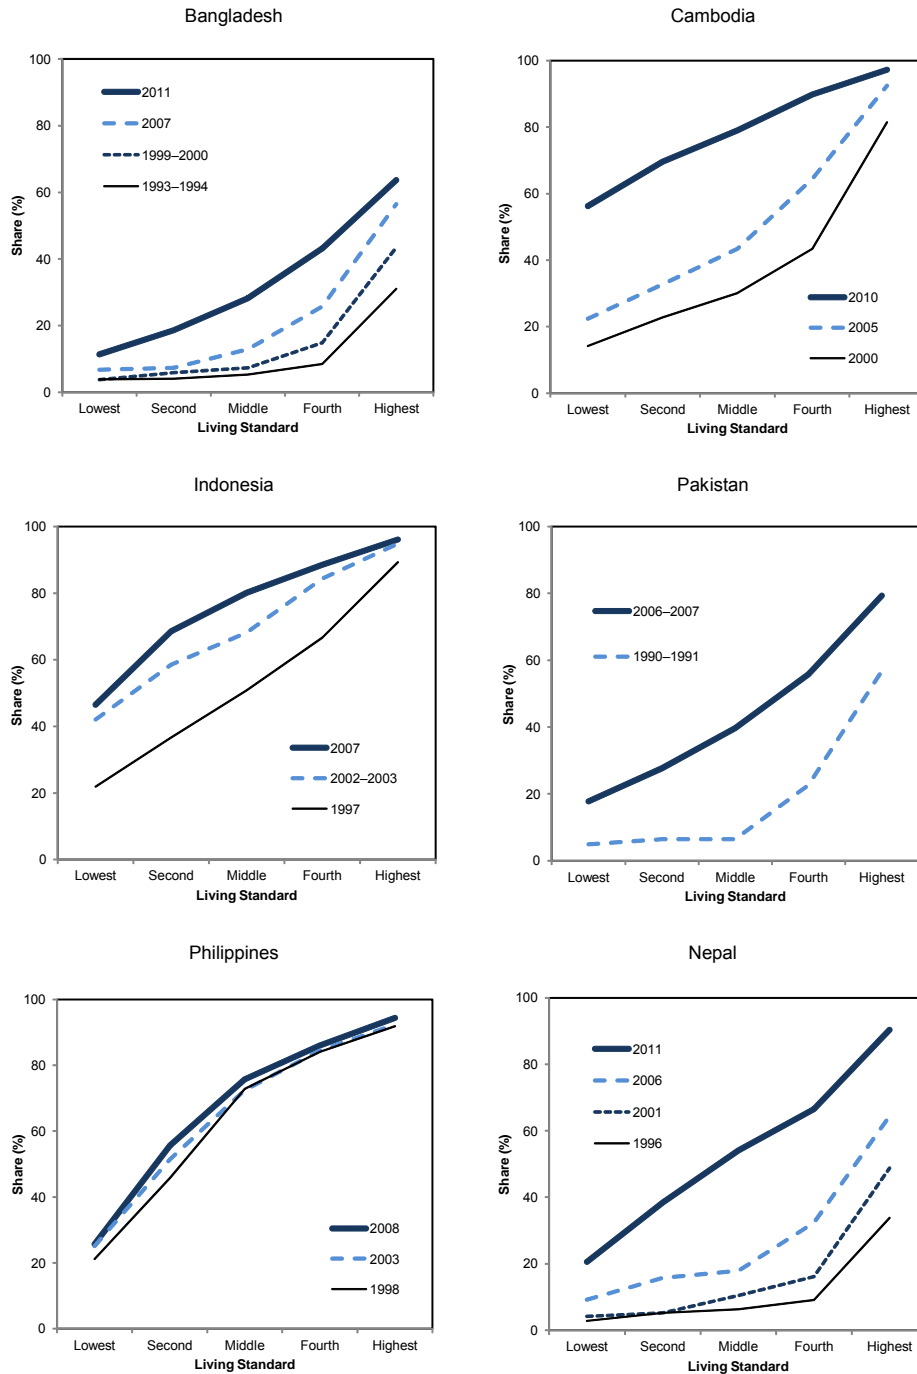 Bangladesh
100
80
60
40
20
0
Share (%)
2011
2007
1999–2000
1993–1994
Lowest Second Middle Fourth Highest
Living Standard
Cambodia
100
80
60
40
20
0
Share (%)
2010
2005
2000
Lowest Second Middle Fourth Highest
Living Standard
Indonesia
100
80
60
40
20
0
Share (%)
2007
2002–2003
1997
Lowest Second Middle Fourth Highest
Living Standard
Pakistan
100
80
60
40
20
0
Share (%)
2006–2007
1990–1991
Lowest Second Middle Fourth Highest
Living Standard
Philippines
100
80
60
40
20
0
Share (%)
2008
2003
1998
Lowest Second Middle Fourth Highest
Living Standard
Nepal
100
80
60
40
20
0
Share (%)
2011
2006
2001
1996
Lowest Second Middle Fourth Highest
Living Standard